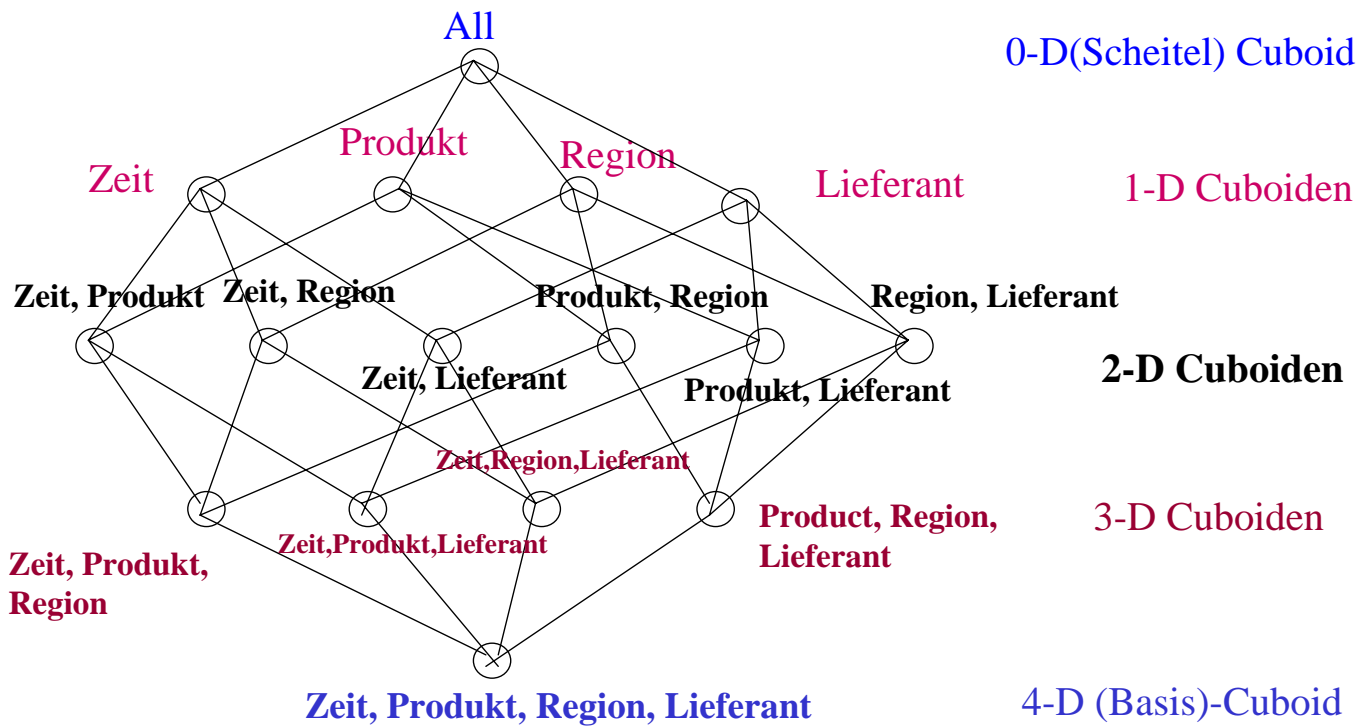 All
0-D(Scheitel) Cuboid
Produkt
Region
Zeit
Lieferant
1-D Cuboiden
Zeit, Produkt
Zeit, Region
Produkt, Region
Region, Lieferant
Zeit, Lieferant
Produkt, Lieferant
2-D Cuboiden
Zeit,Region,Lieferant
Zeit,Produkt,Lieferant
Product, Region,
Lieferant
3-D Cuboiden
Zeit, Produkt,
Region
Zeit, Produkt, Region, Lieferant
4-D (Basis)-Cuboid